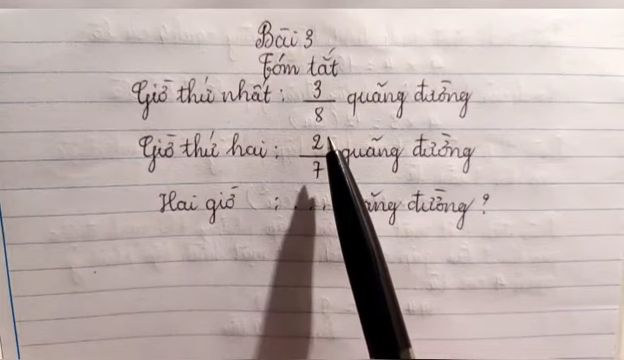 Bài 3
Tóm tắt
Giờ thứ nhất : 3/8 quãng đường
Giờ thứ hai : 2/7 quãng đường
Hai giờ : ... đường ?